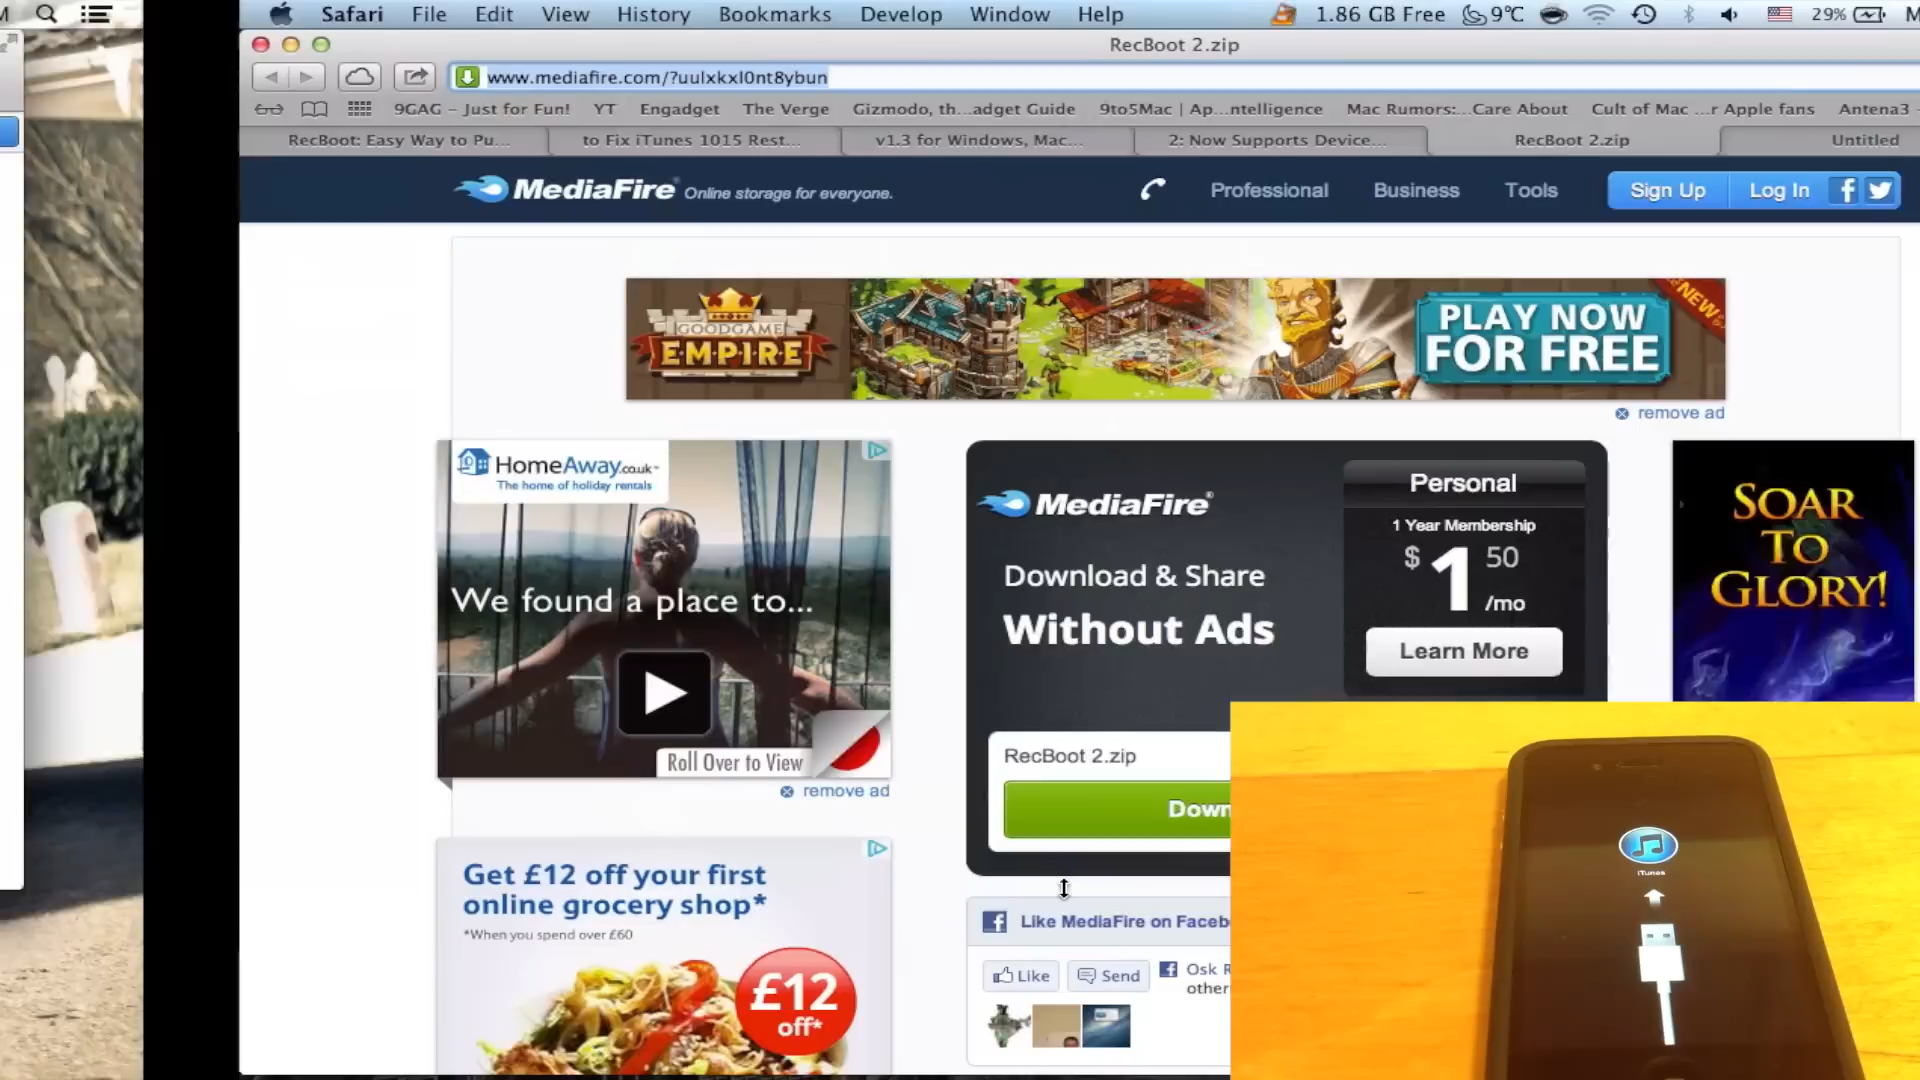 Safari File Edit View History Bookmarks Develop Window Help 1.86 GB Free 9°C 29%
RecBoot 2.zip
www.mediafire.com/?uulxkxl0nt8ybun
9GAG - Just for Fun! YT Engadget The Verge Gizmodo, th...adget Guide 9to5Mac | Ap...ntelligence Mac Rumors:...Care About Cult of Mac ...r Apple fans Antena3
RecBoot: Easy Way to Pu... to Fix iTunes 1015 Rest... v1.3 for Windows, Mac... 2: Now Supports Device... RecBoot 2.zip Untitled
MediaFire Online storage for everyone. Professional Business Tools Sign Up Log In
GOODGAME
EMPIRE
PLAY NOW
FOR FREE
NEW
remove ad
HomeAway.co.uk
The home of holiday rentals
We found a place to...
Roll Over to View
remove ad
MediaFire
Download & Share
Without Ads
Personal
1 Year Membership
$1 50
/mo
Learn More
SOAR
TO
GLORY!
RecBoot 2.zip
Down
Get £12 off your first
online grocery shop*
*When you spend over £60
£12
off*
Like MediaFire on Faceb
Like Send Osk R
other
iTunes